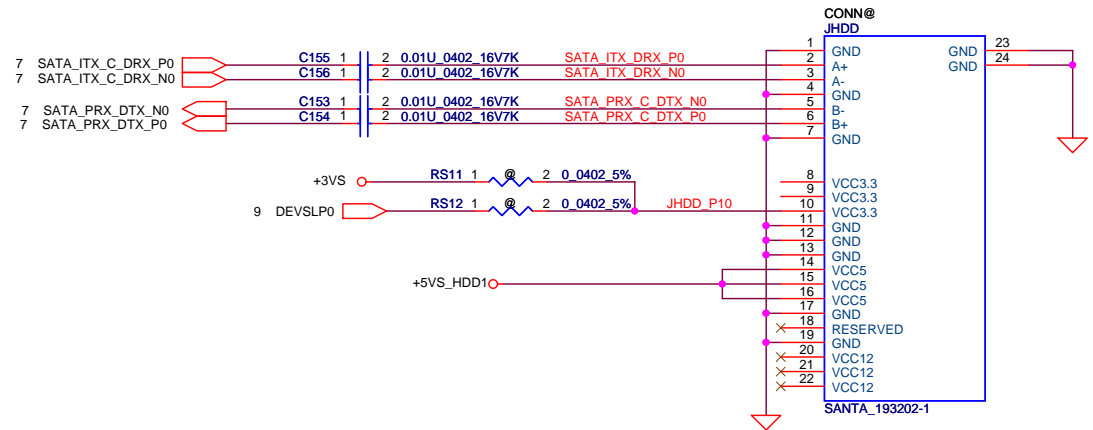 CONN@
JHDD
7 SATA_ITX_C_DRX_P0 C155 1 2 0.01U_0402_16V7K SATA_ITX_DRX_P0
7 SATA_ITX_C_DRX_N0 C156 1 2 0.01U_0402_16V7K SATA_ITX_DRX_N0
7 SATA_PRX_DTX_N0 C153 1 2 0.01U_0402_16V7K SATA_PRX_C_DTX_N0
7 SATA_PRX_DTX_P0 C154 1 2 0.01U_0402_16V7K SATA_PRX_C_DTX_P0
+3VS RS11 1 @ 2 0_0402_5%
9 DEVSLP0 RS12 1 @ 2 0_0402_5% JHDD_P10
+5VS_HDD1
1 GND
2 A+
3 A-
4 GND
5 B-
6 B+
7 GND
8 VCC3.3
9 VCC3.3
10 VCC3.3
11 GND
12 GND
13 GND
14 VCC5
15 VCC5
16 VCC5
17 GND
18 RESERVED
19 GND
20 VCC12
21 VCC12
22 VCC12
GND 23
GND 24
SANTA_193202-1